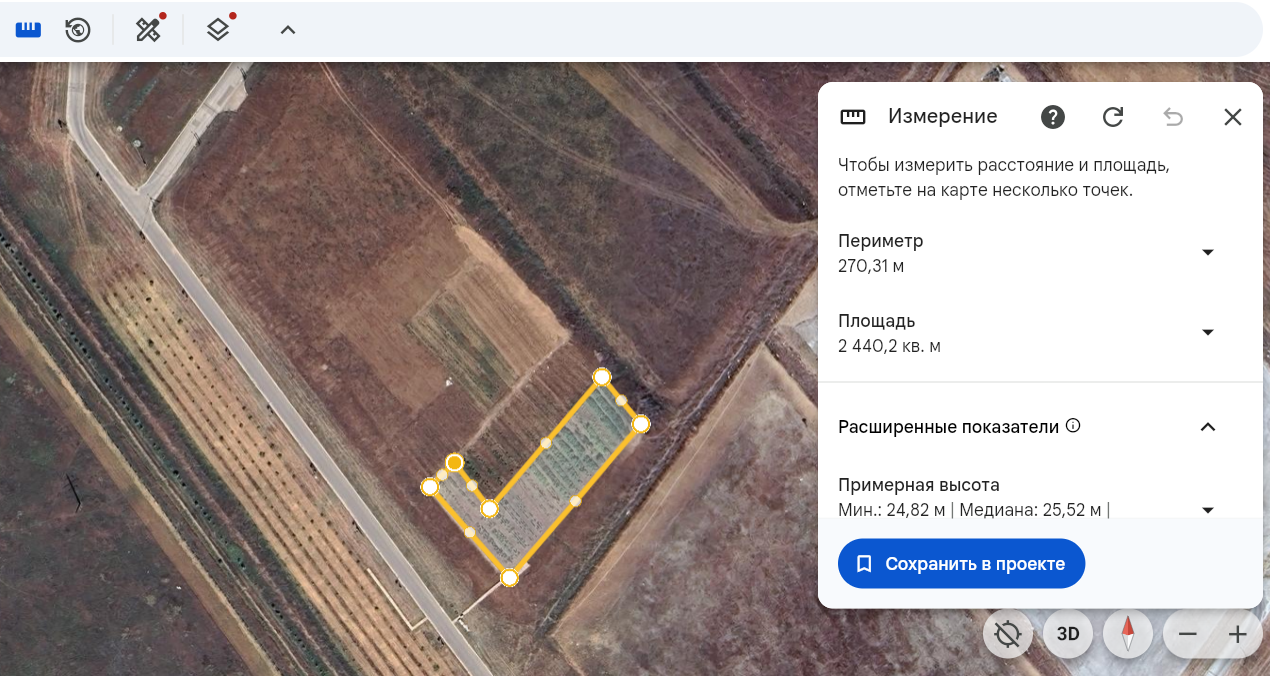 Измерение
Чтобы измерить расстояние и площадь,
отметьте на карте несколько точек.
Периметр
270,31 м
Площадь
2 440,2 кв. м
Расширенные показатели
Примерная высота
Мин.: 24,82 м | Медиана: 25,52 м |
Сохранить в проекте
3D